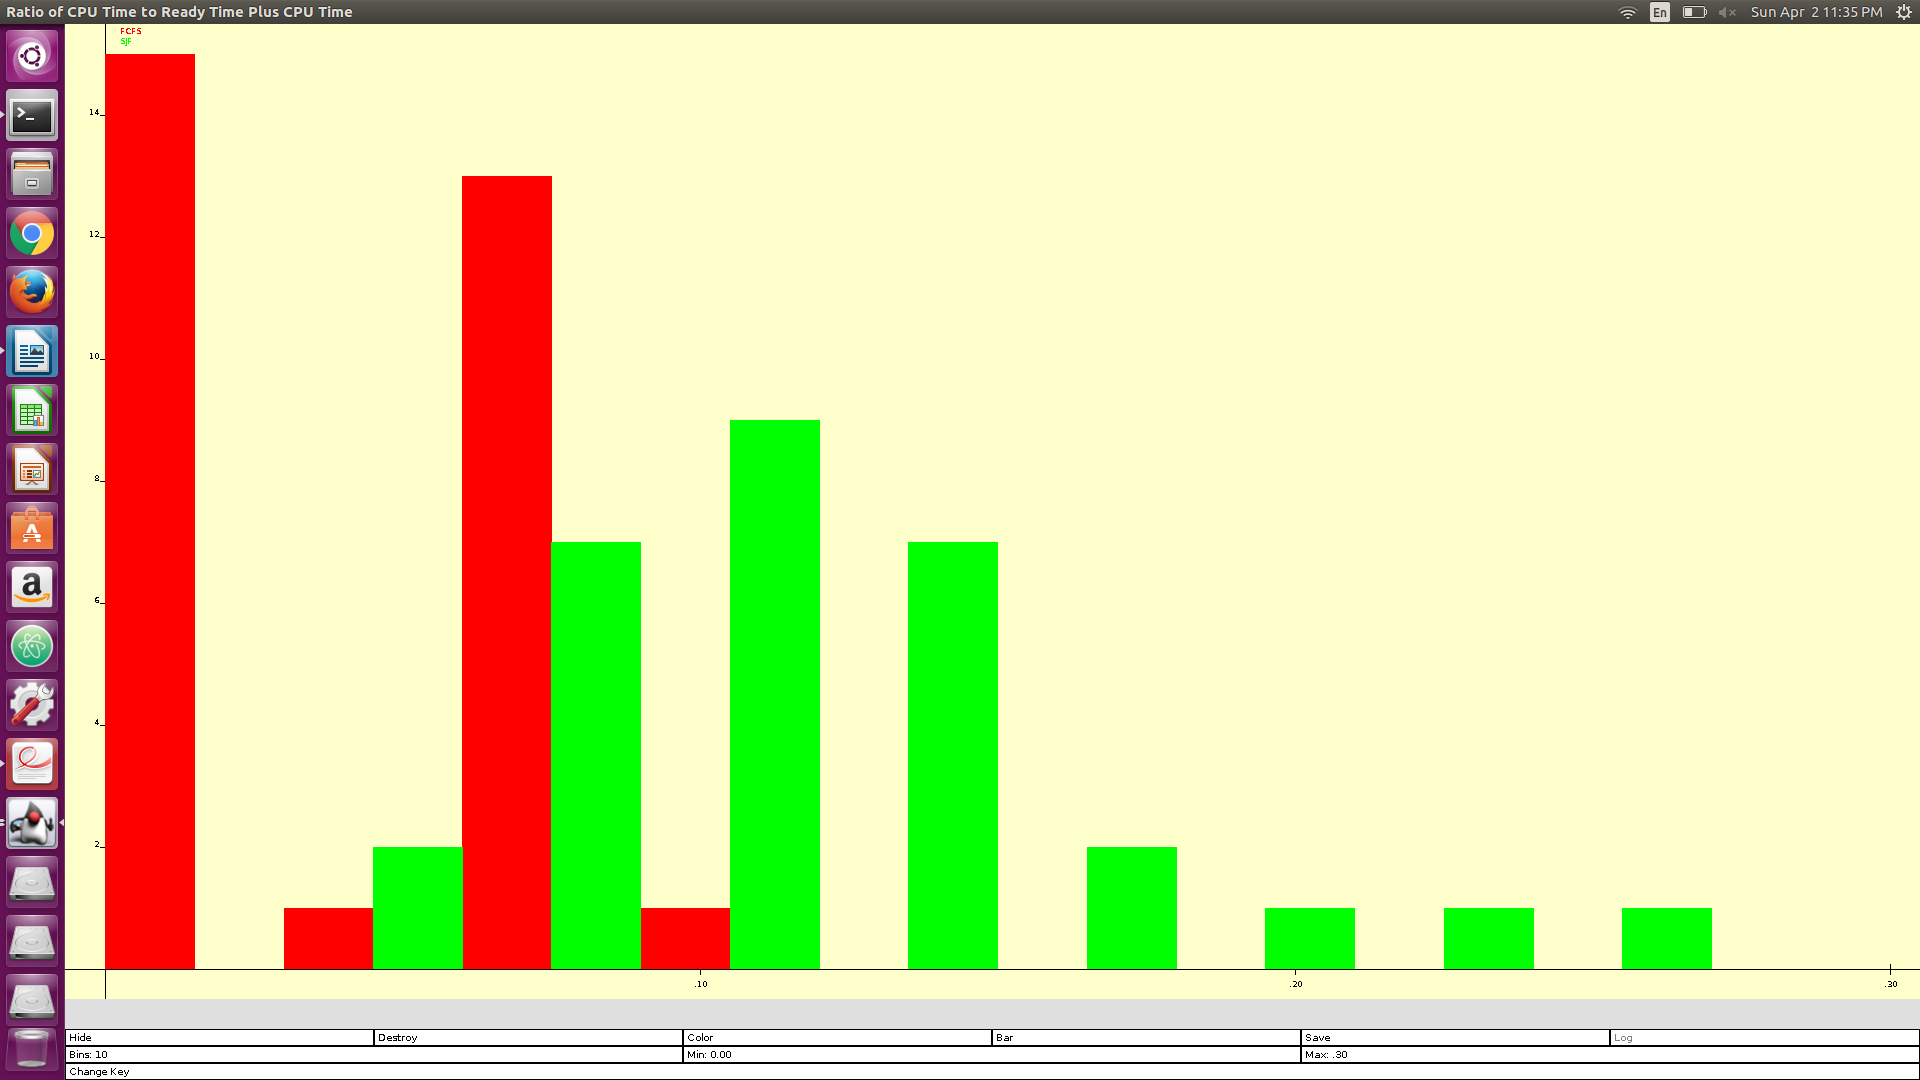 Ratio of CPU Time to Ready Time Plus CPU Time
En
Sun Apr 2 11:35 PM
FCFS
SJF
14
12
10
8
6
4
2
.10 .20 .30
Hide Destroy Color Bar Save Log
Bins: 10 Min: 0.00 Max: .30
Change Key